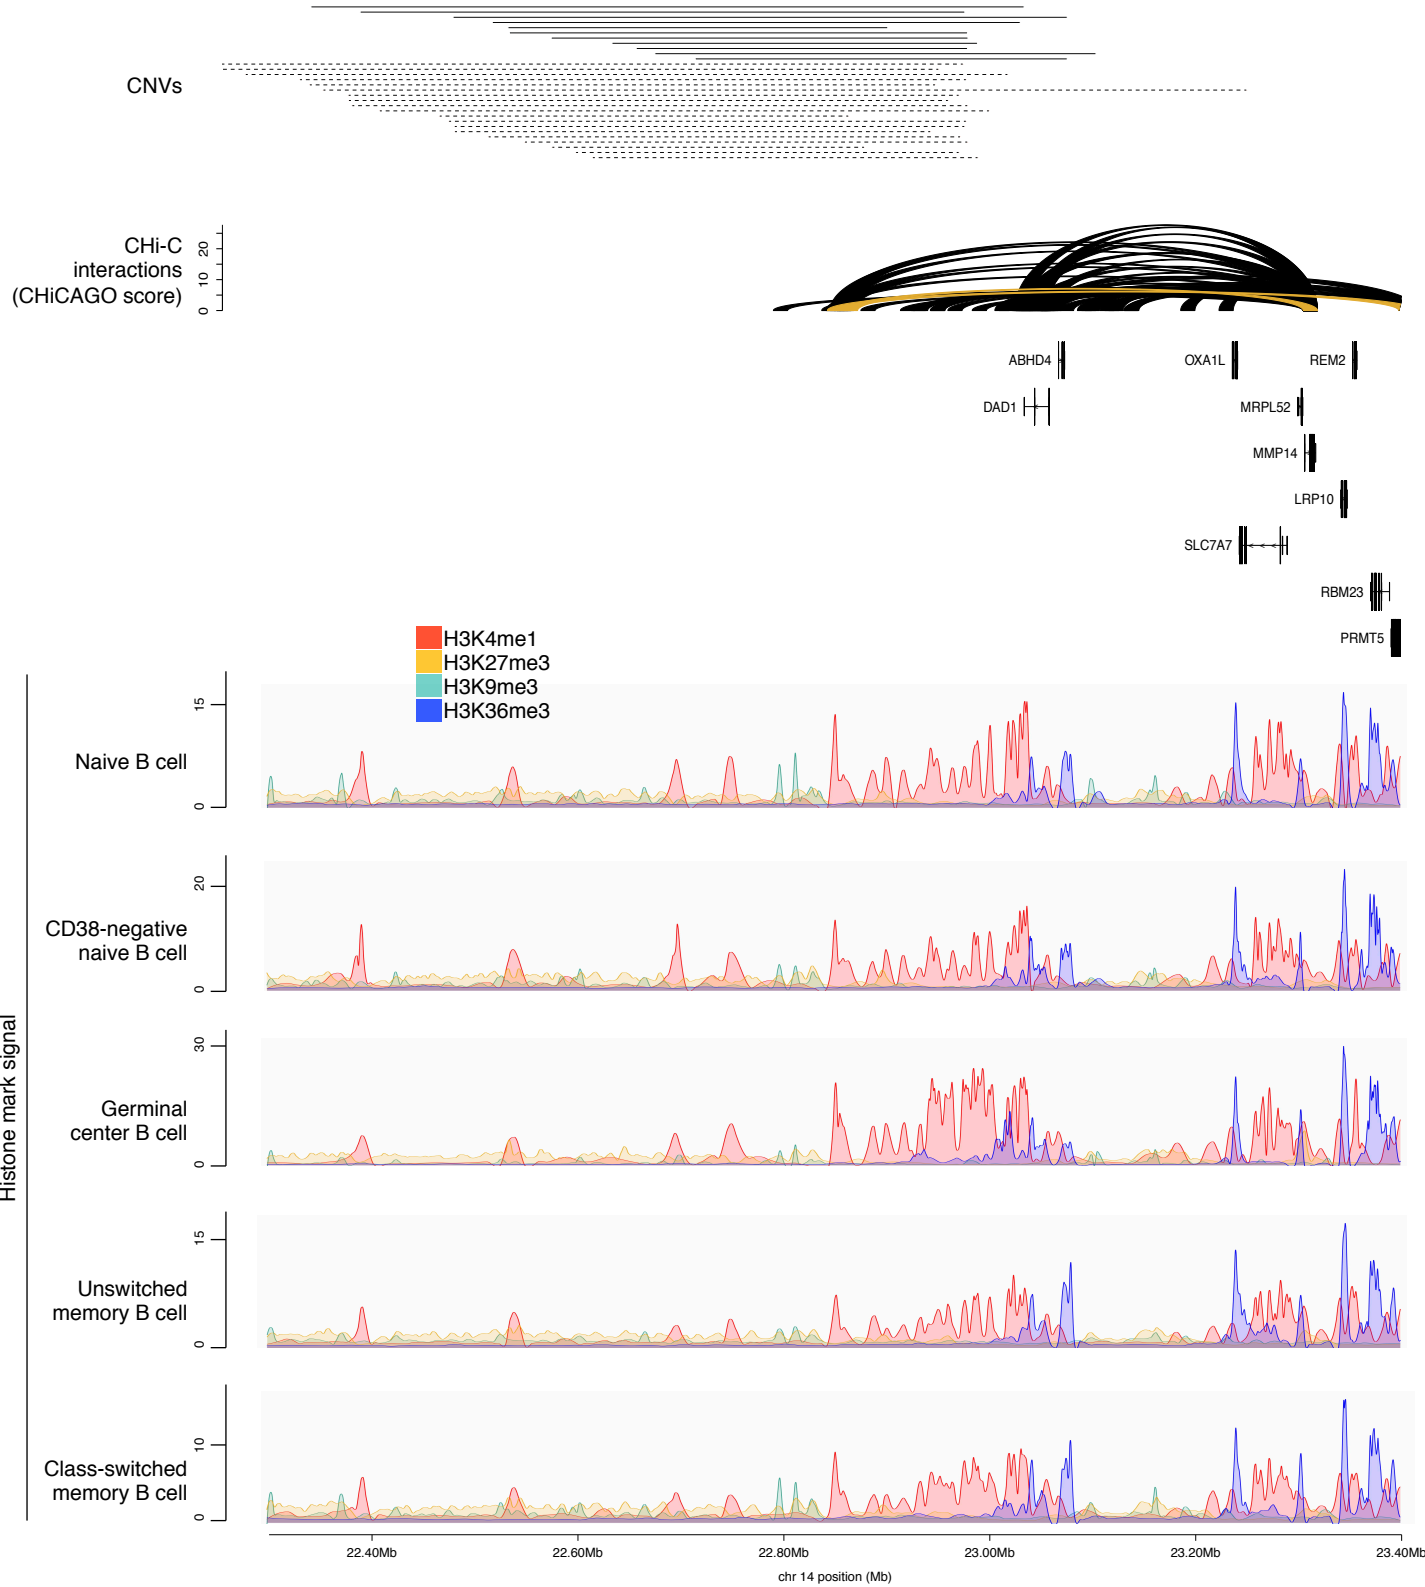 CNVs
CHi-C
interactions
(CHiCAGO score)
0 10 20
ABHD4
OXA1L
REM2
DAD1
MRPL52
MMP14
LRP10
SLC7A7
RBM23
PRMT5
H3K4me1
H3K27me3
H3K9me3
H3K36me3
Histone mark signal
Naive B cell
0 15
CD38-negative
naive B cell
0 20
Germinal
center B cell
0 30
Unswitched
memory B cell
0 15
Class-switched
memory B cell
0 10
22.40Mb 22.60Mb 22.80Mb 23.00Mb 23.20Mb 23.40Mb
chr 14 position (Mb)